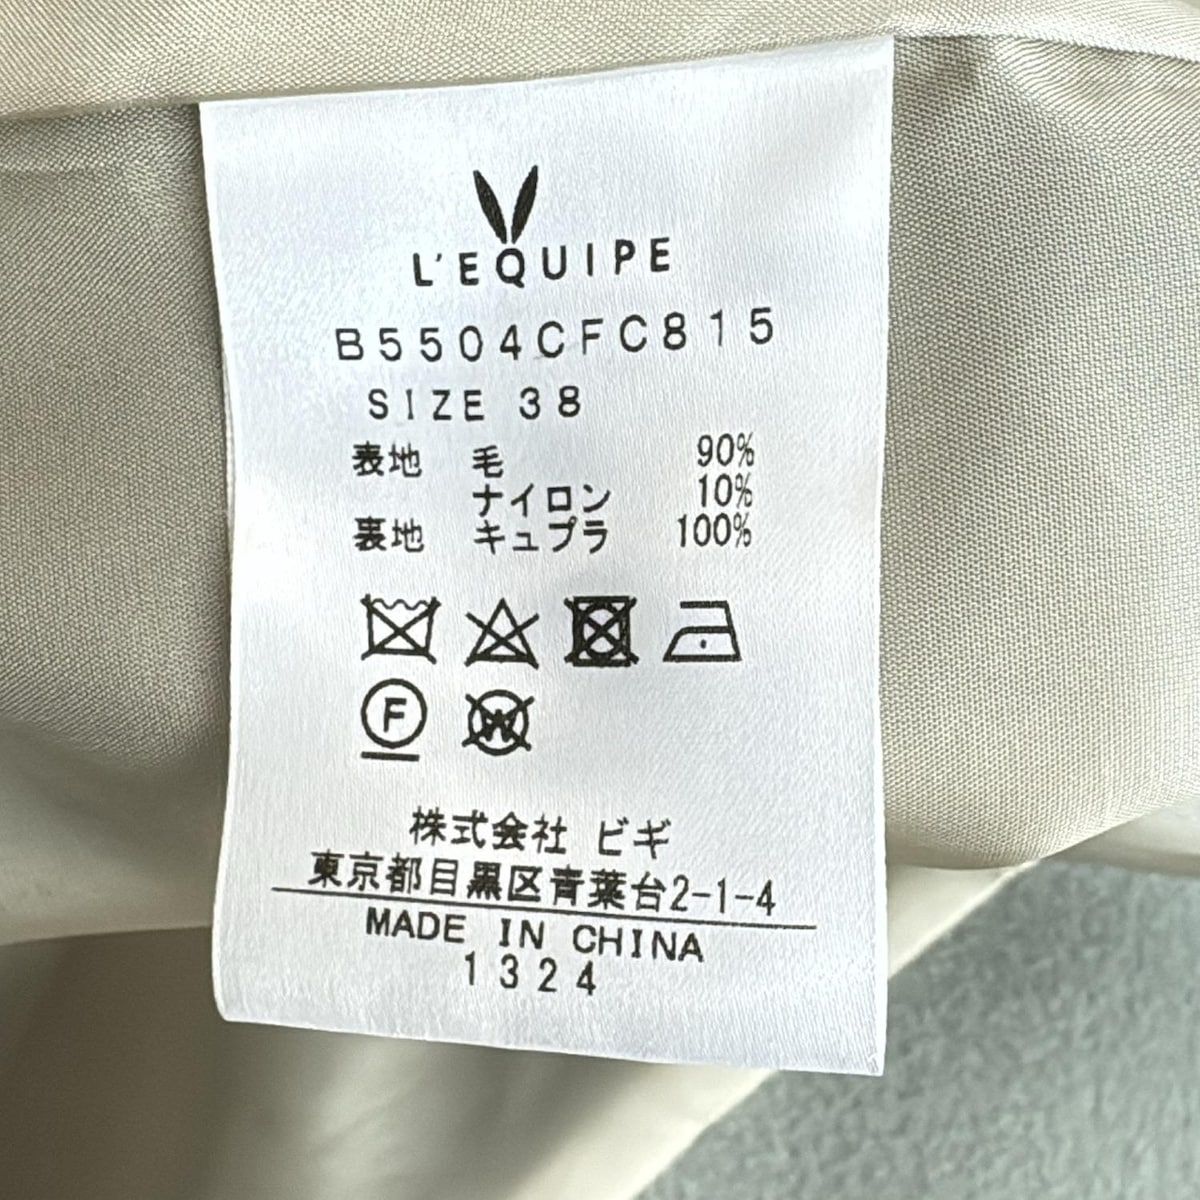 L'EQUIPE
B5504CFC815
SIZE 38
表地 毛 90%
ナイロン 10%
裏地 キュプラ 100%
F W
株式会社 ビギ
東京都目黒区青葉台2-1-4
MADE IN CHINA
1324